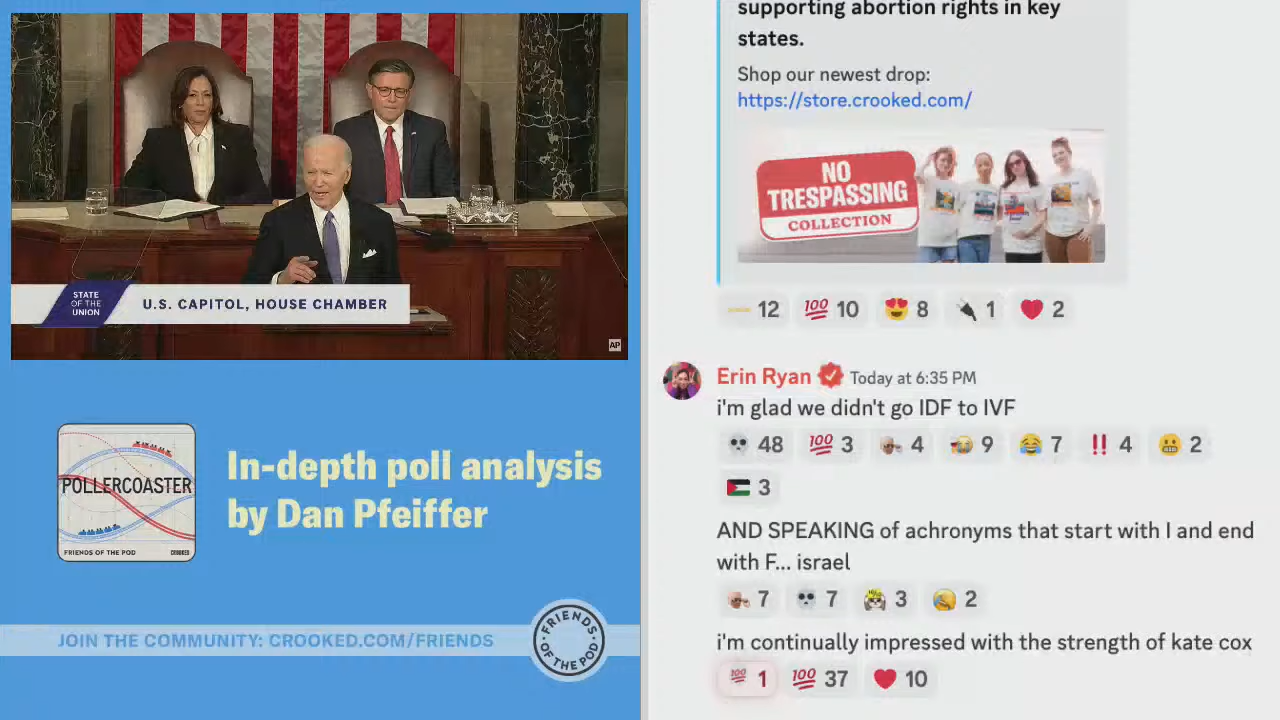 STATE
OF THE
UNION
U.S. CAPITOL, HOUSE CHAMBER
AP
POLLERCOASTER
FRIENDS OF THE POD
CROOKED
In-depth poll analysis
by Dan Pfeiffer
JOIN THE COMMUNITY: CROOKED.COM/FRIENDS
·FRIENDS·
OF THE POD
supporting abortion rights in key
states.
Shop our newest drop:
https://store.crooked.com/
NO
TRESPASSING
COLLECTION
12 100 10 8 1 2
Erin Ryan Today at 6:35 PM
i'm glad we didn't go IDF to IVF
48 100 3 4 9 7 !! 4 2
3
AND SPEAKING of achronyms that start with I and end
with F... israel
7 7 3 2
i'm continually impressed with the strength of kate cox
100 1 100 37 10